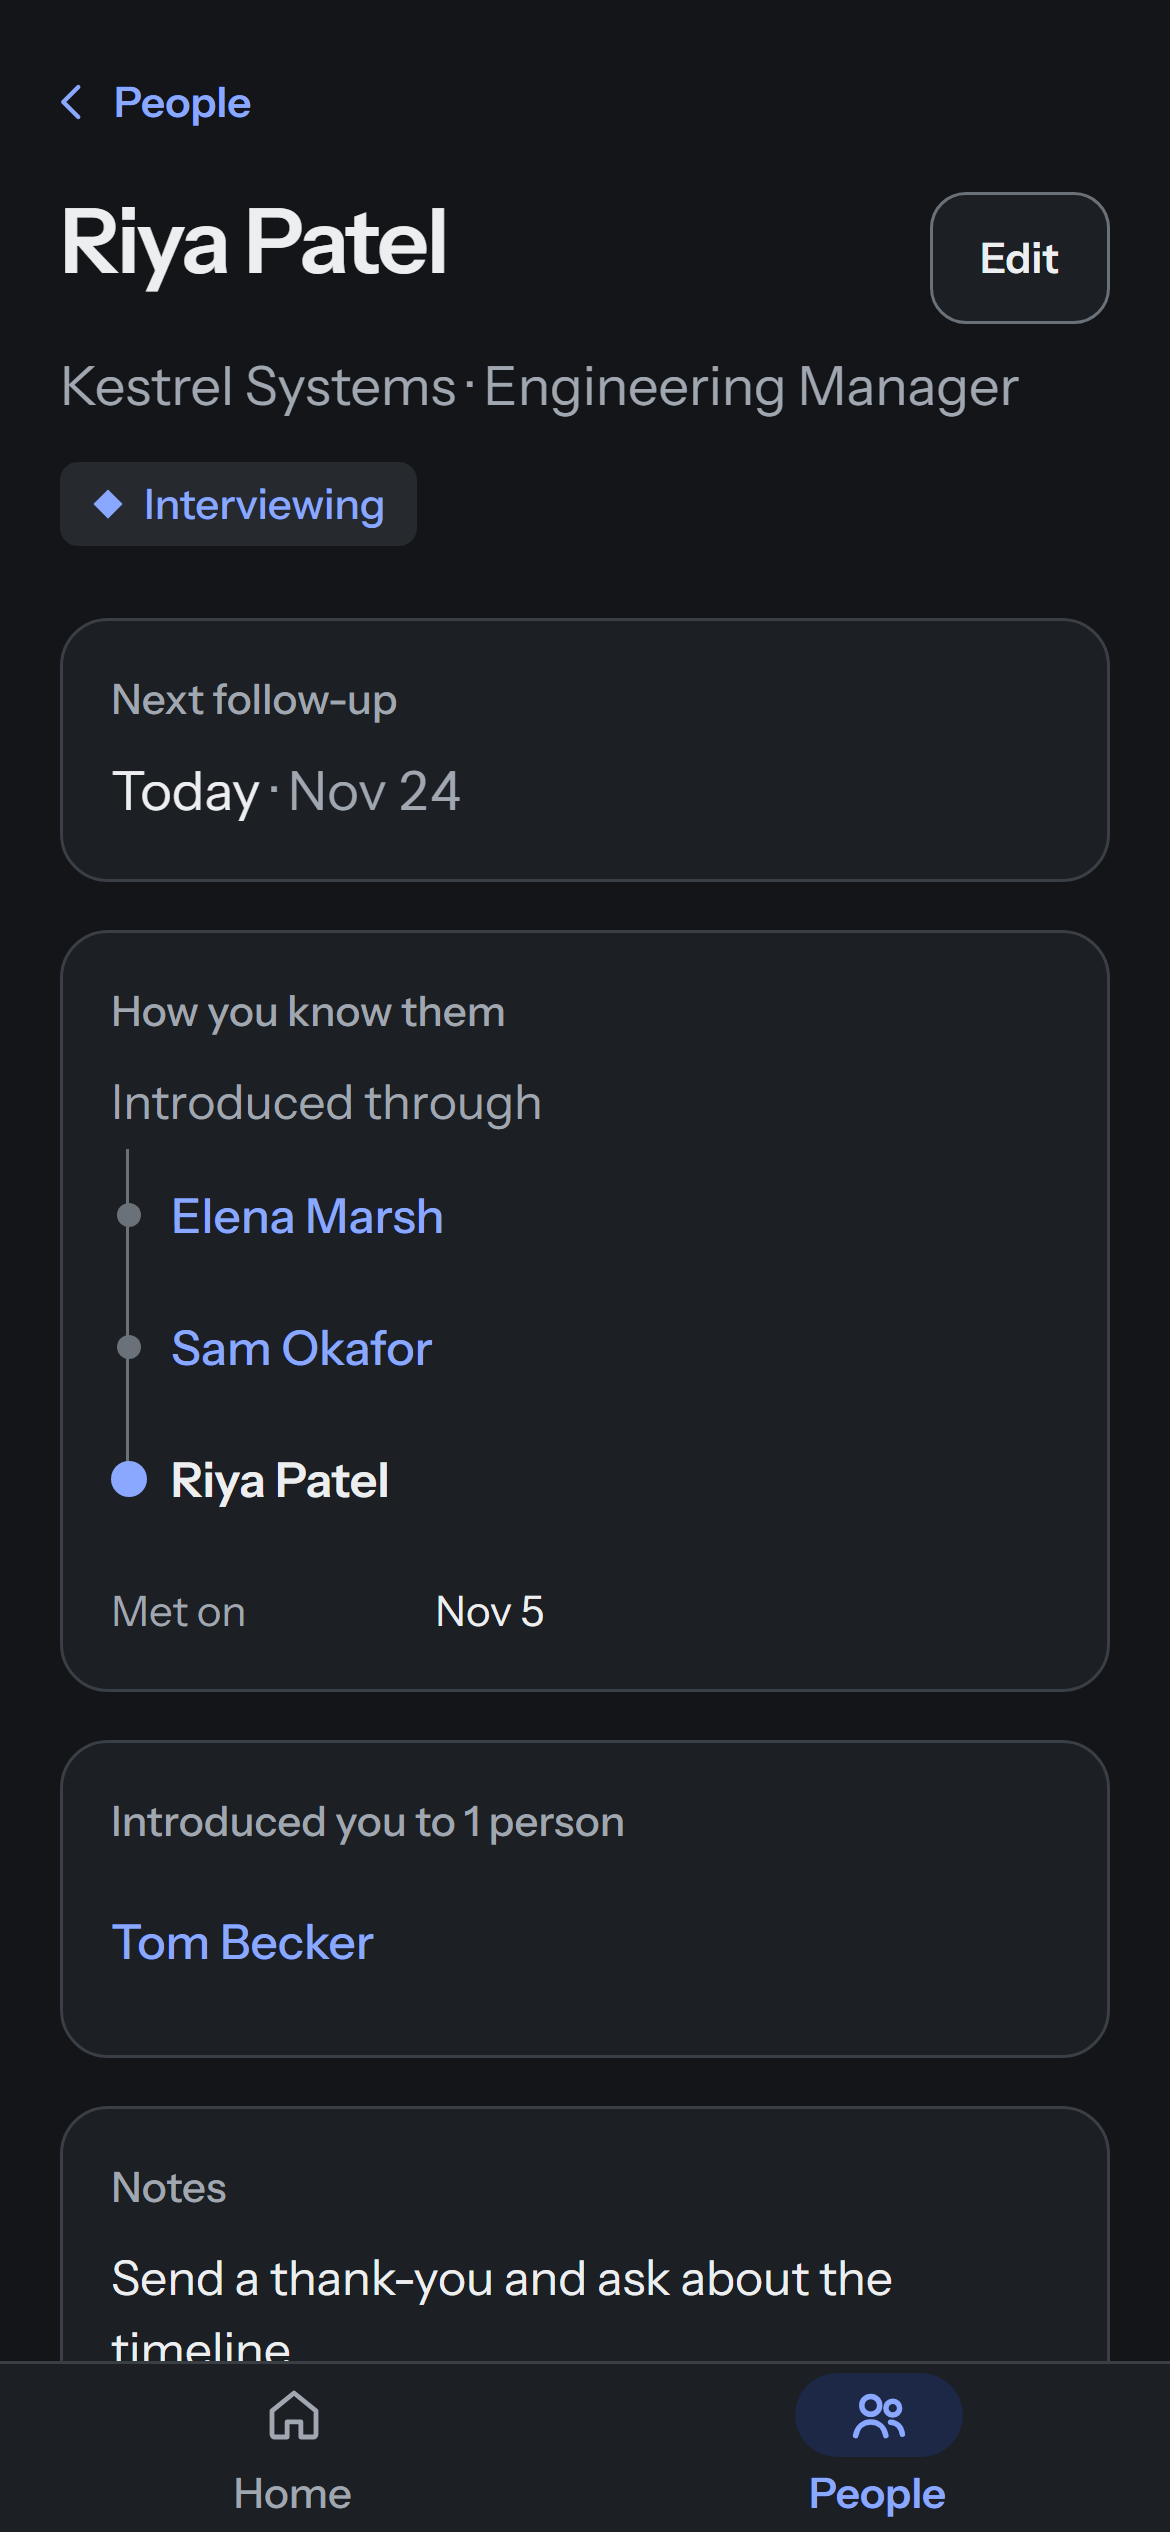 People
Riya Patel
Edit
Kestrel Systems · Engineering Manager
Interviewing
Next follow-up
Today · Nov 24
How you know them
Introduced through
Elena Marsh
Sam Okafor
Riya Patel
Met on Nov 5
Introduced you to 1 person
Tom Becker
Notes
Send a thank-you and ask about the
timeline
Home
People